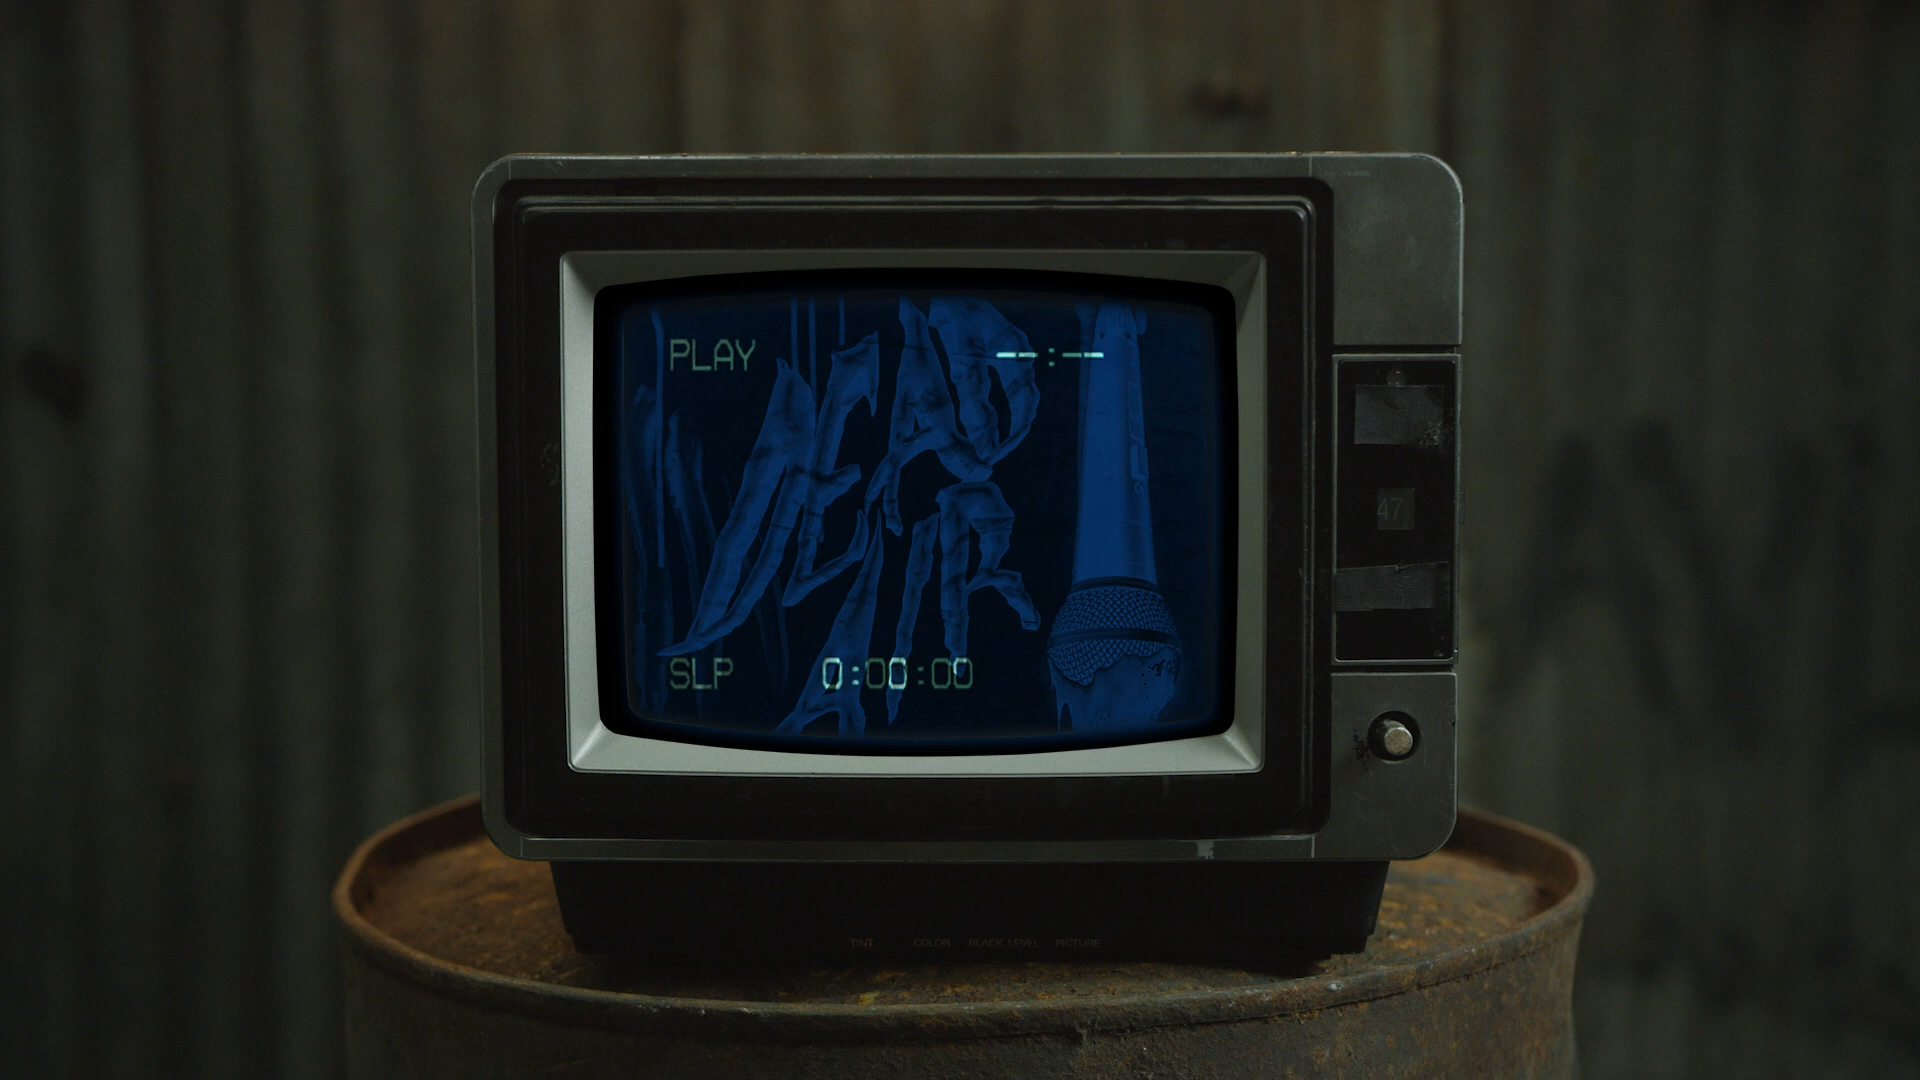 PLAY --:--
DEAD
AIR
SLP 0:00:00
47
TINT COLOR BLACK LEVEL PICTURE